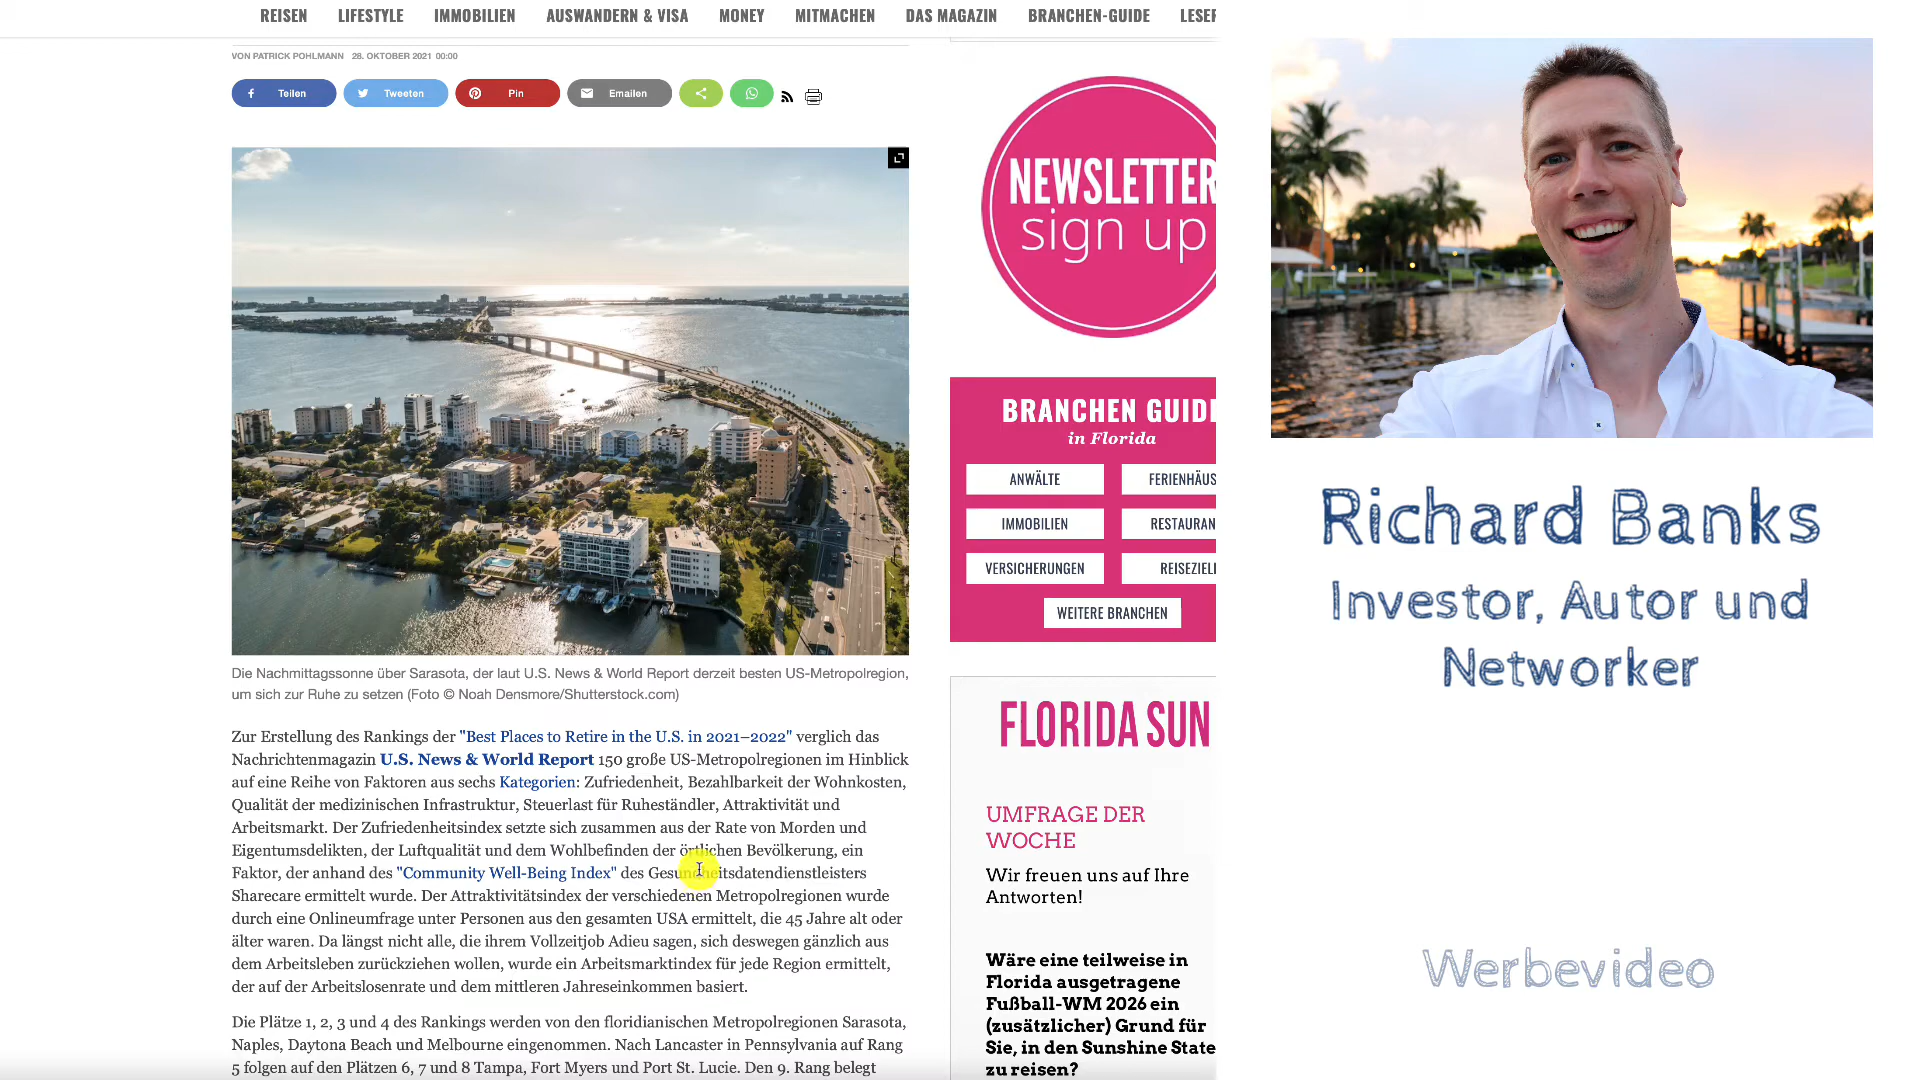 REISEN LIFESTYLE IMMOBILIEN AUSWANDERN & VISA MONEY MITMACHEN DAS MAGAZIN BRANCHEN-GUIDE LESER
VON PATRICK POHLMANN 28. OKTOBER 2021 00:00
Teilen Tweeten Pin Emailen
Die Nachmittagssonne über Sarasota, der laut U.S. News & World Report derzeit besten US-Metropolregion,
um sich zur Ruhe zu setzen (Foto © Noah Densmore/Shutterstock.com)
Zur Erstellung des Rankings der "Best Places to Retire in the U.S. in 2021–2022" verglich das
Nachrichtenmagazin U.S. News & World Report 150 große US-Metropolregionen im Hinblick
auf eine Reihe von Faktoren aus sechs Kategorien: Zufriedenheit, Bezahlbarkeit der Wohnkosten,
Qualität der medizinischen Infrastruktur, Steuerlast für Ruheständler, Attraktivität und
Arbeitsmarkt. Der Zufriedenheitsindex setzte sich zusammen aus der Rate von Morden und
Eigentumsdelikten, der Luftqualität und dem Wohlbefinden der örtlichen Bevölkerung, ein
Faktor, der anhand des "Community Well-Being Index" des Gesundheitsdatendienstleisters
Sharecare ermittelt wurde. Der Attraktivitätsindex der verschiedenen Metropolregionen wurde
durch eine Onlineumfrage unter Personen aus den gesamten USA ermittelt, die 45 Jahre alt oder
älter waren. Da längst nicht alle, die ihrem Vollzeitjob Adieu sagen, sich deswegen gänzlich aus
dem Arbeitsleben zurückziehen wollen, wurde ein Arbeitsmarktindex für jede Region ermittelt,
der auf der Arbeitslosenrate und dem mittleren Jahreseinkommen basiert.
Die Plätze 1, 2, 3 und 4 des Rankings werden von den floridianischen Metropolregionen Sarasota,
Naples, Daytona Beach und Melbourne eingenommen. Nach Lancaster in Pennsylvania auf Rang
5 folgen auf den Plätzen 6, 7 und 8 Tampa, Fort Myers und Port St. Lucie. Den 9. Rang belegt
NEWSLETTER
sign up
BRANCHEN GUIDE
in Florida
ANWÄLTE FERIENHÄUS
IMMOBILIEN RESTAURAN
VERSICHERUNGEN REISEZIEL
WEITERE BRANCHEN
FLORIDA SUN
UMFRAGE DER
WOCHE
Wir freuen uns auf Ihre
Antworten!
Wäre eine teilweise in
Florida ausgetragene
Fußball-WM 2026 ein
(zusätzlicher) Grund für
Sie, in den Sunshine State
zu reisen?
Richard Banks
Investor, Autor und
Networker
Werbevideo